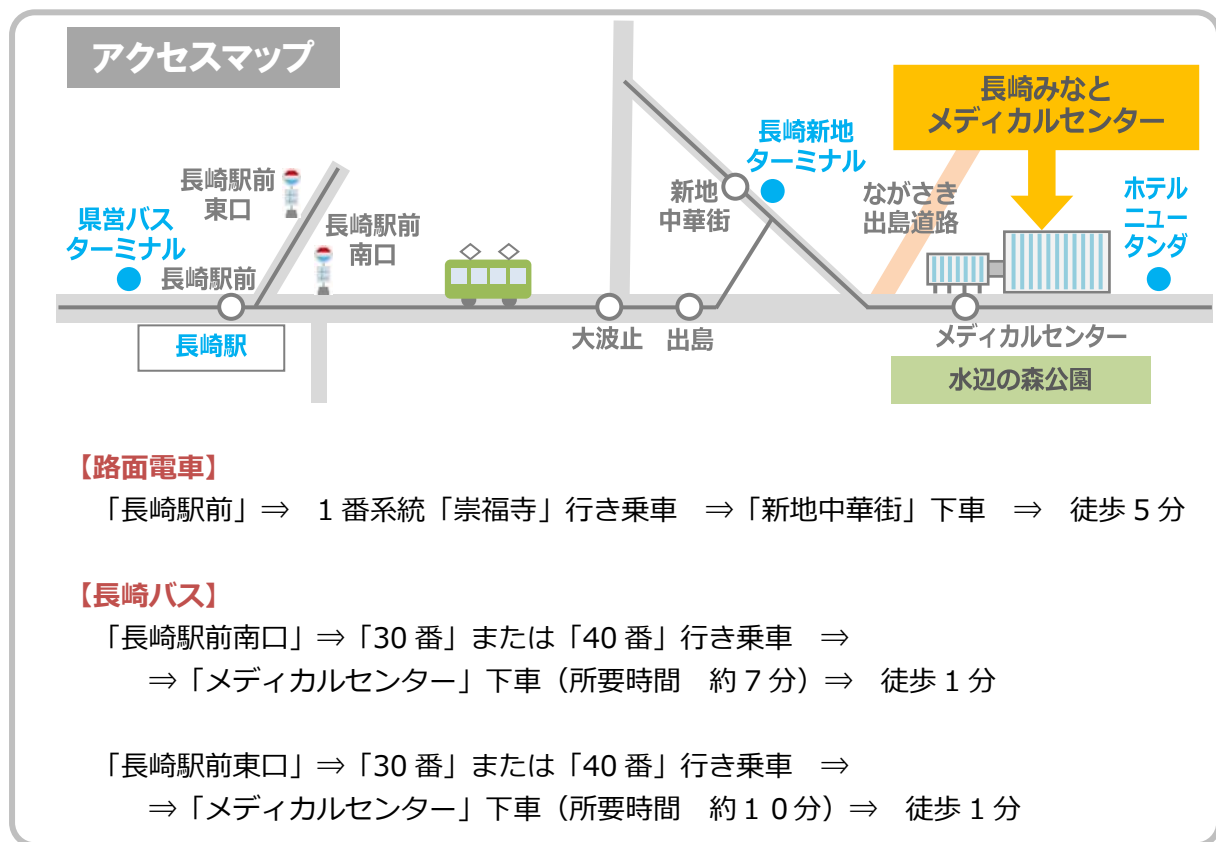 アクセスマップ
長崎みなと
メディカルセンター
長崎新地
ターミナル
長崎駅前
東口
新地
中華街
ながさき
出島道路
ホテル
ニュー
タンダ
県営バス
ターミナル
長崎駅前
南口
長崎駅前
長崎駅
大波止
出島
メディカルセンター
水辺の森公園
【路面電車】
「長崎駅前」⇒　１番系統「崇福寺」行き乗車　⇒「新地中華街」下車　⇒　徒歩５分
【長崎バス】
「長崎駅前南口」⇒「30 番」または「40 番」行き乗車　⇒
⇒「メディカルセンター」下車（所要時間　約７分）⇒　徒歩１分
「長崎駅前東口」⇒「30 番」または「40 番」行き乗車　⇒
⇒「メディカルセンター」下車（所要時間　約１０分）⇒　徒歩１分